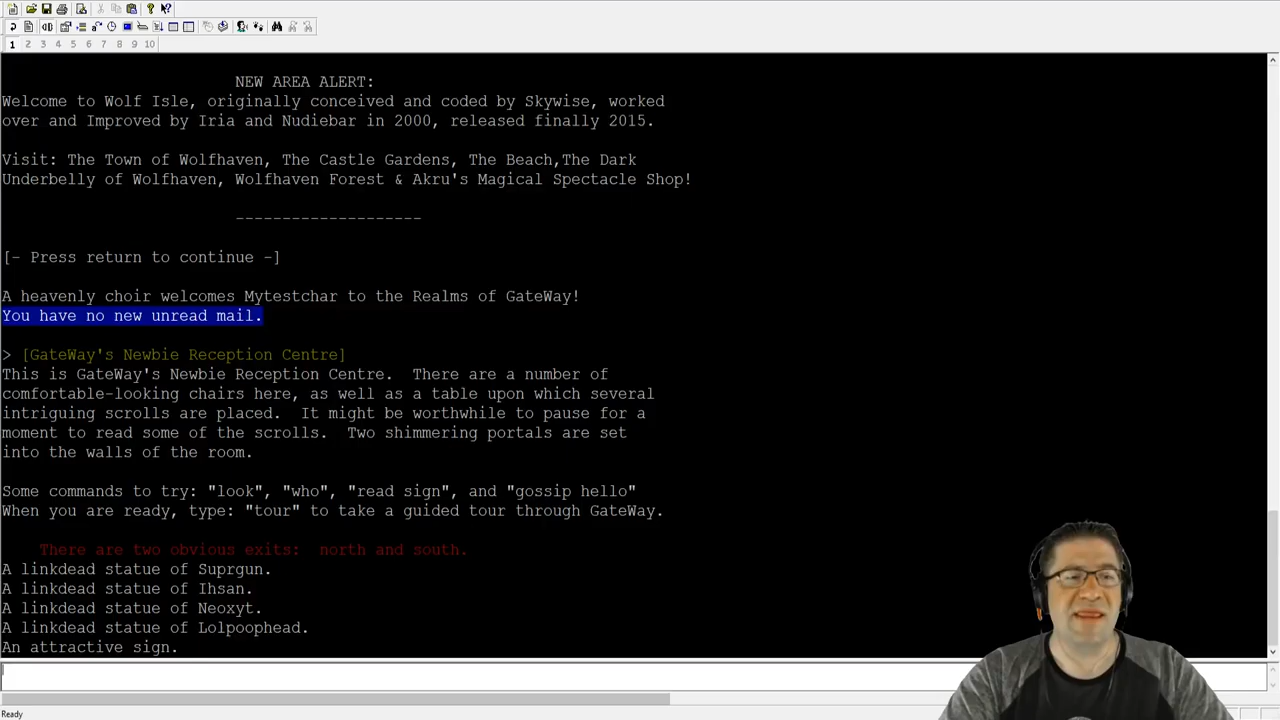 1 2 3 4 5 6 7 8 9 10
NEW AREA ALERT:
Welcome to Wolf Isle, originally conceived and coded by Skywise, worked
over and Improved by Iria and Nudiebar in 2000, released finally 2015.
Visit: The Town of Wolfhaven, The Castle Gardens, The Beach,The Dark
Underbelly of Wolfhaven, Wolfhaven Forest & Akru's Magical Spectacle Shop!
---------------------
[- Press return to continue -]
A heavenly choir welcomes Mytestchar to the Realms of GateWay!
You have no new unread mail.
> [GateWay's Newbie Reception Centre]
This is GateWay's Newbie Reception Centre.  There are a number of
comfortable-looking chairs here, as well as a table upon which several
intriguing scrolls are placed.  It might be worthwhile to pause for a
moment to read some of the scrolls.  Two shimmering portals are set
into the walls of the room.
Some commands to try: "look", "who", "read sign", and "gossip hello"
When you are ready, type: "tour" to take a guided tour through GateWay.
There are two obvious exits:  north and south.
A linkdead statue of Suprgun.
A linkdead statue of Ihsan.
A linkdead statue of Neoxyt.
A linkdead statue of Lolpoophead.
An attractive sign.
Ready